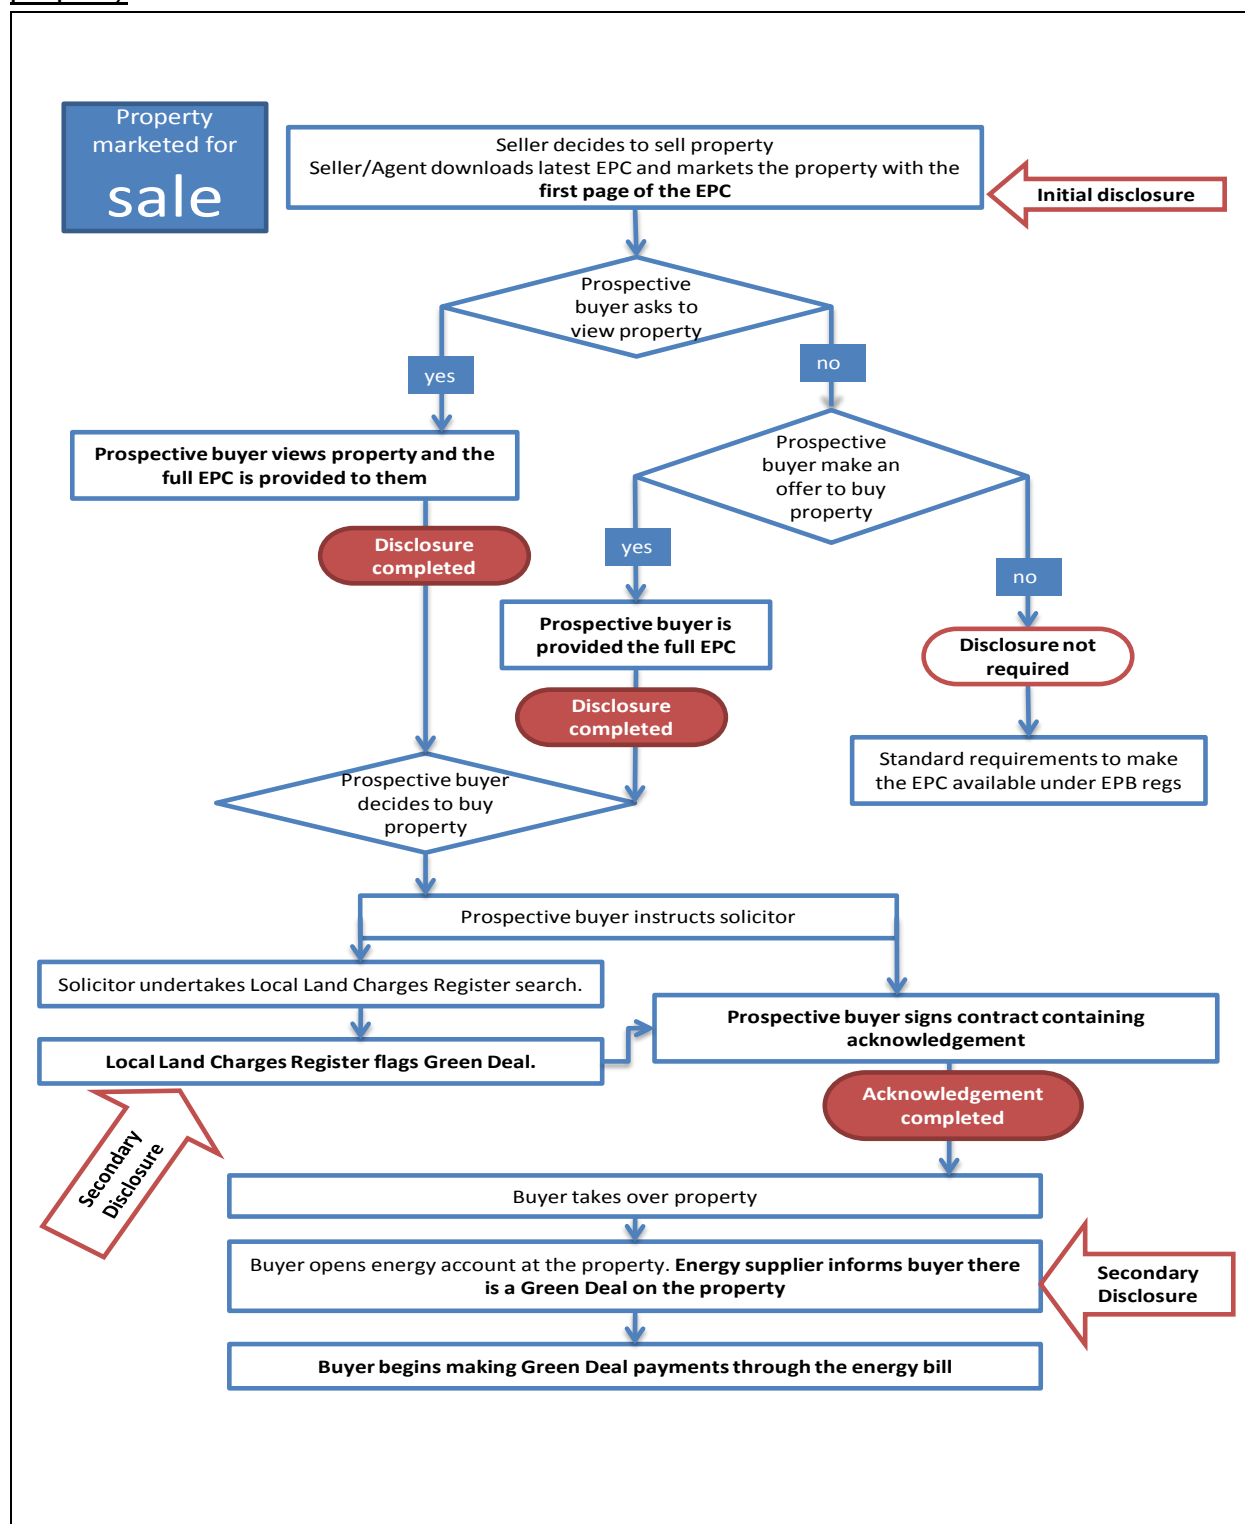 Property
marketed for
sale
Seller decides to sell property
Seller/Agent downloads latest EPC and markets the property with the
first page of the EPC
Initial disclosure
Prospective
buyer asks to
view property
yes
no
Prospective buyer views property and the
full EPC is provided to them
Prospective
buyer make an
offer to buy
property
Disclosure
completed
yes
no
Prospective buyer is
provided the full EPC
Disclosure not
required
Disclosure
completed
Standard requirements to make
the EPC available under EPB regs
Prospective buyer
decides to buy
property
Prospective buyer instructs solicitor
Solicitor undertakes Local Land Charges Register search.
Prospective buyer signs contract containing
acknowledgement
Local Land Charges Register flags Green Deal.
Acknowledgement
completed
Secondary
Disclosure
Buyer takes over property
Buyer opens energy account at the property. Energy supplier informs buyer there
is a Green Deal on the property
Secondary
Disclosure
Buyer begins making Green Deal payments through the energy bill